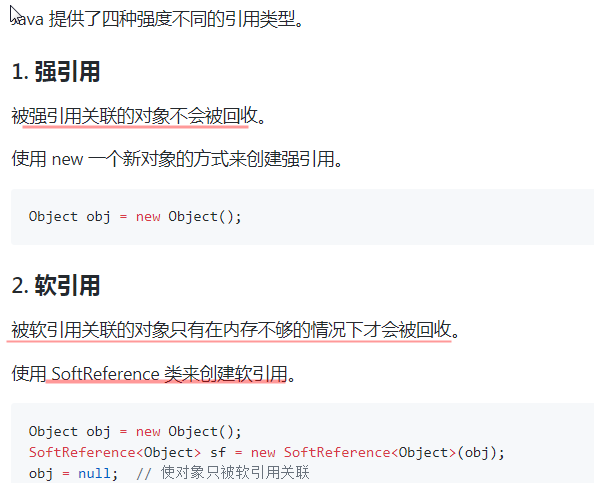 Java 提供了四种强度不同的引用类型。
1. 强引用
被强引用关联的对象不会被回收。
使用 new 一个新对象的方式来创建强引用。
Object obj = new Object();
2. 软引用
被软引用关联的对象只有在内存不够的情况下才会被回收。
使用 SoftReference 类来创建软引用。
Object obj = new Object();
SoftReference<Object> sf = new SoftReference<Object>(obj);
obj = null;  // 使对象只被软引用关联